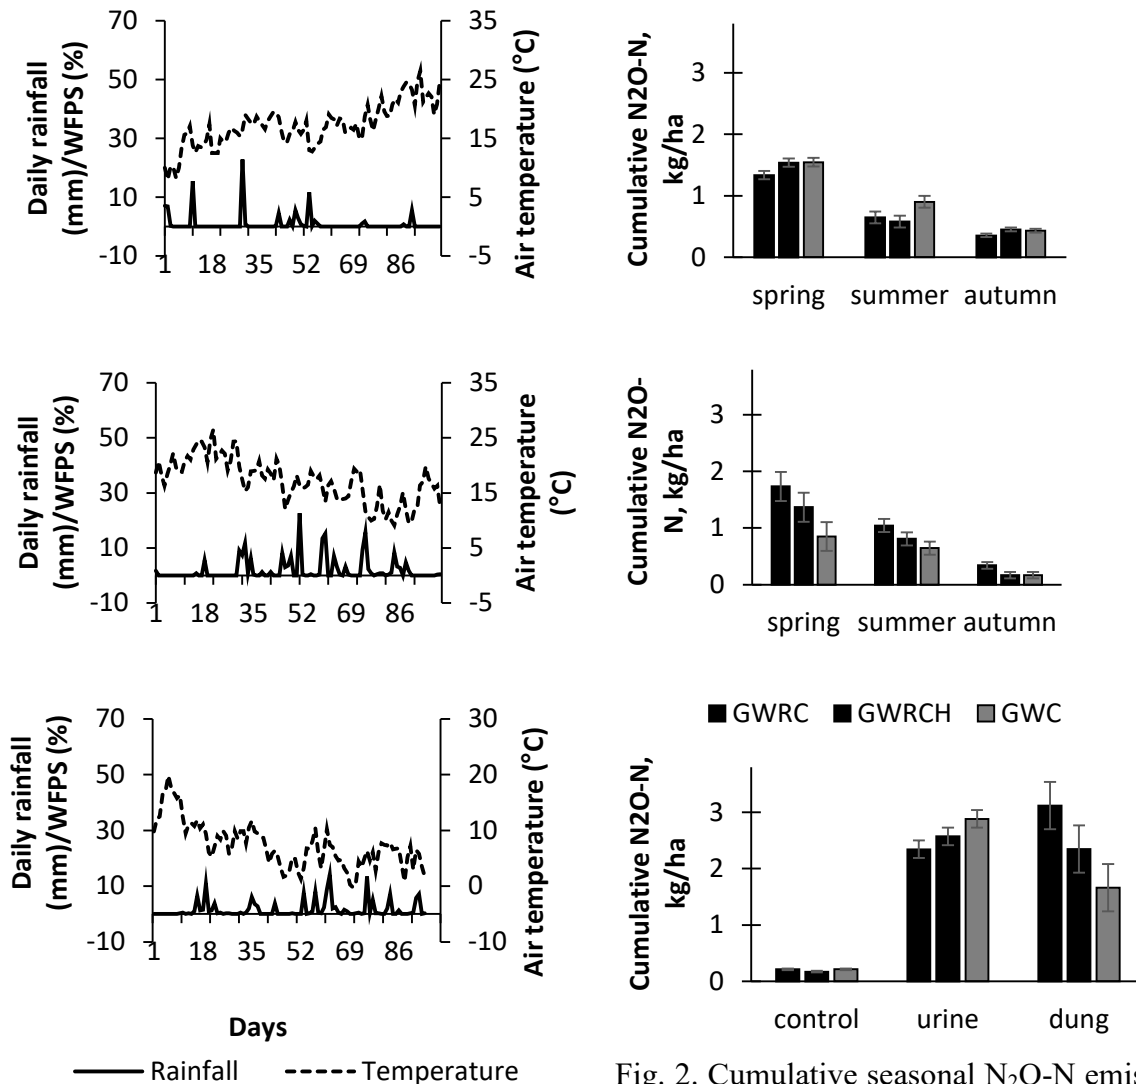 Daily rainfall
(mm)/WFPS (%)
70
50
30
10
-10
1 18 35 52 69 86
35
25
15
5
-5
Air temperature (°C)
Cumulative N2O-N,
kg/ha
3
2
1
0
spring summer autumn
Daily rainfall
(mm)/WFPS (%)
70
50
30
10
-10
1 18 35 52 69 86
35
25
15
5
-5
Air temperature
(°C)
Cumulative N2O-
N, kg/ha
3
2
1
0
spring summer autumn
Daily rainfall
(mm)/WFPS (%)
70
50
30
10
-10
1 18 35 52 69 86
30
20
10
0
-10
Air temperature (°C)
Days
Rainfall Temperature
GWRC GWRCH GWC
Cumulative N2O-N,
kg/ha
3
2
1
0
control urine dung
Fig. 2. Cumulative seasonal N₂O-N emis